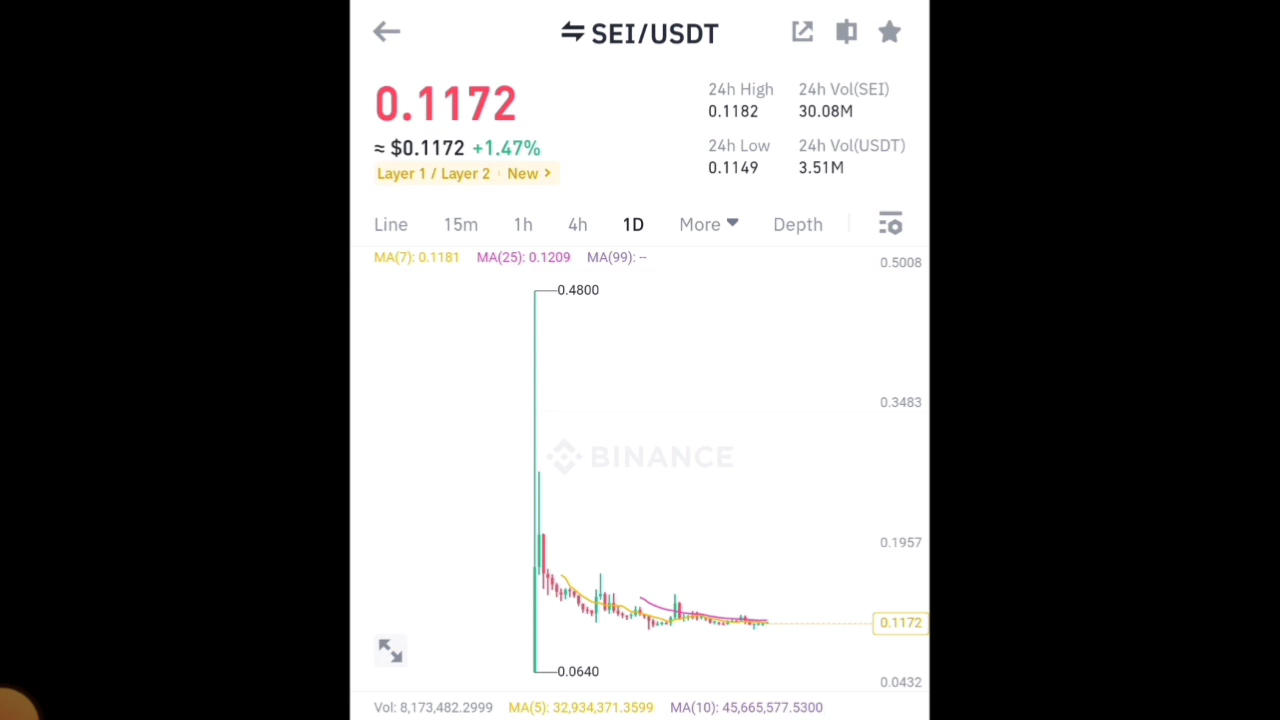 SEI/USDT
0.1172
≈ $0.1172 +1.47%
Layer 1 / Layer 2 New >
24h High
0.1182
24h Vol(SEI)
30.08M
24h Low
0.1149
24h Vol(USDT)
3.51M
Line 15m 1h 4h 1D More Depth
MA(7): 0.1181 MA(25): 0.1209 MA(99): --
0.5008
0.4800
0.3483
BINANCE
0.1957
0.1172
0.0640
0.0432
Vol: 8,173,482.2999 MA(5): 32,934,371.3599 MA(10): 45,665,577.5300